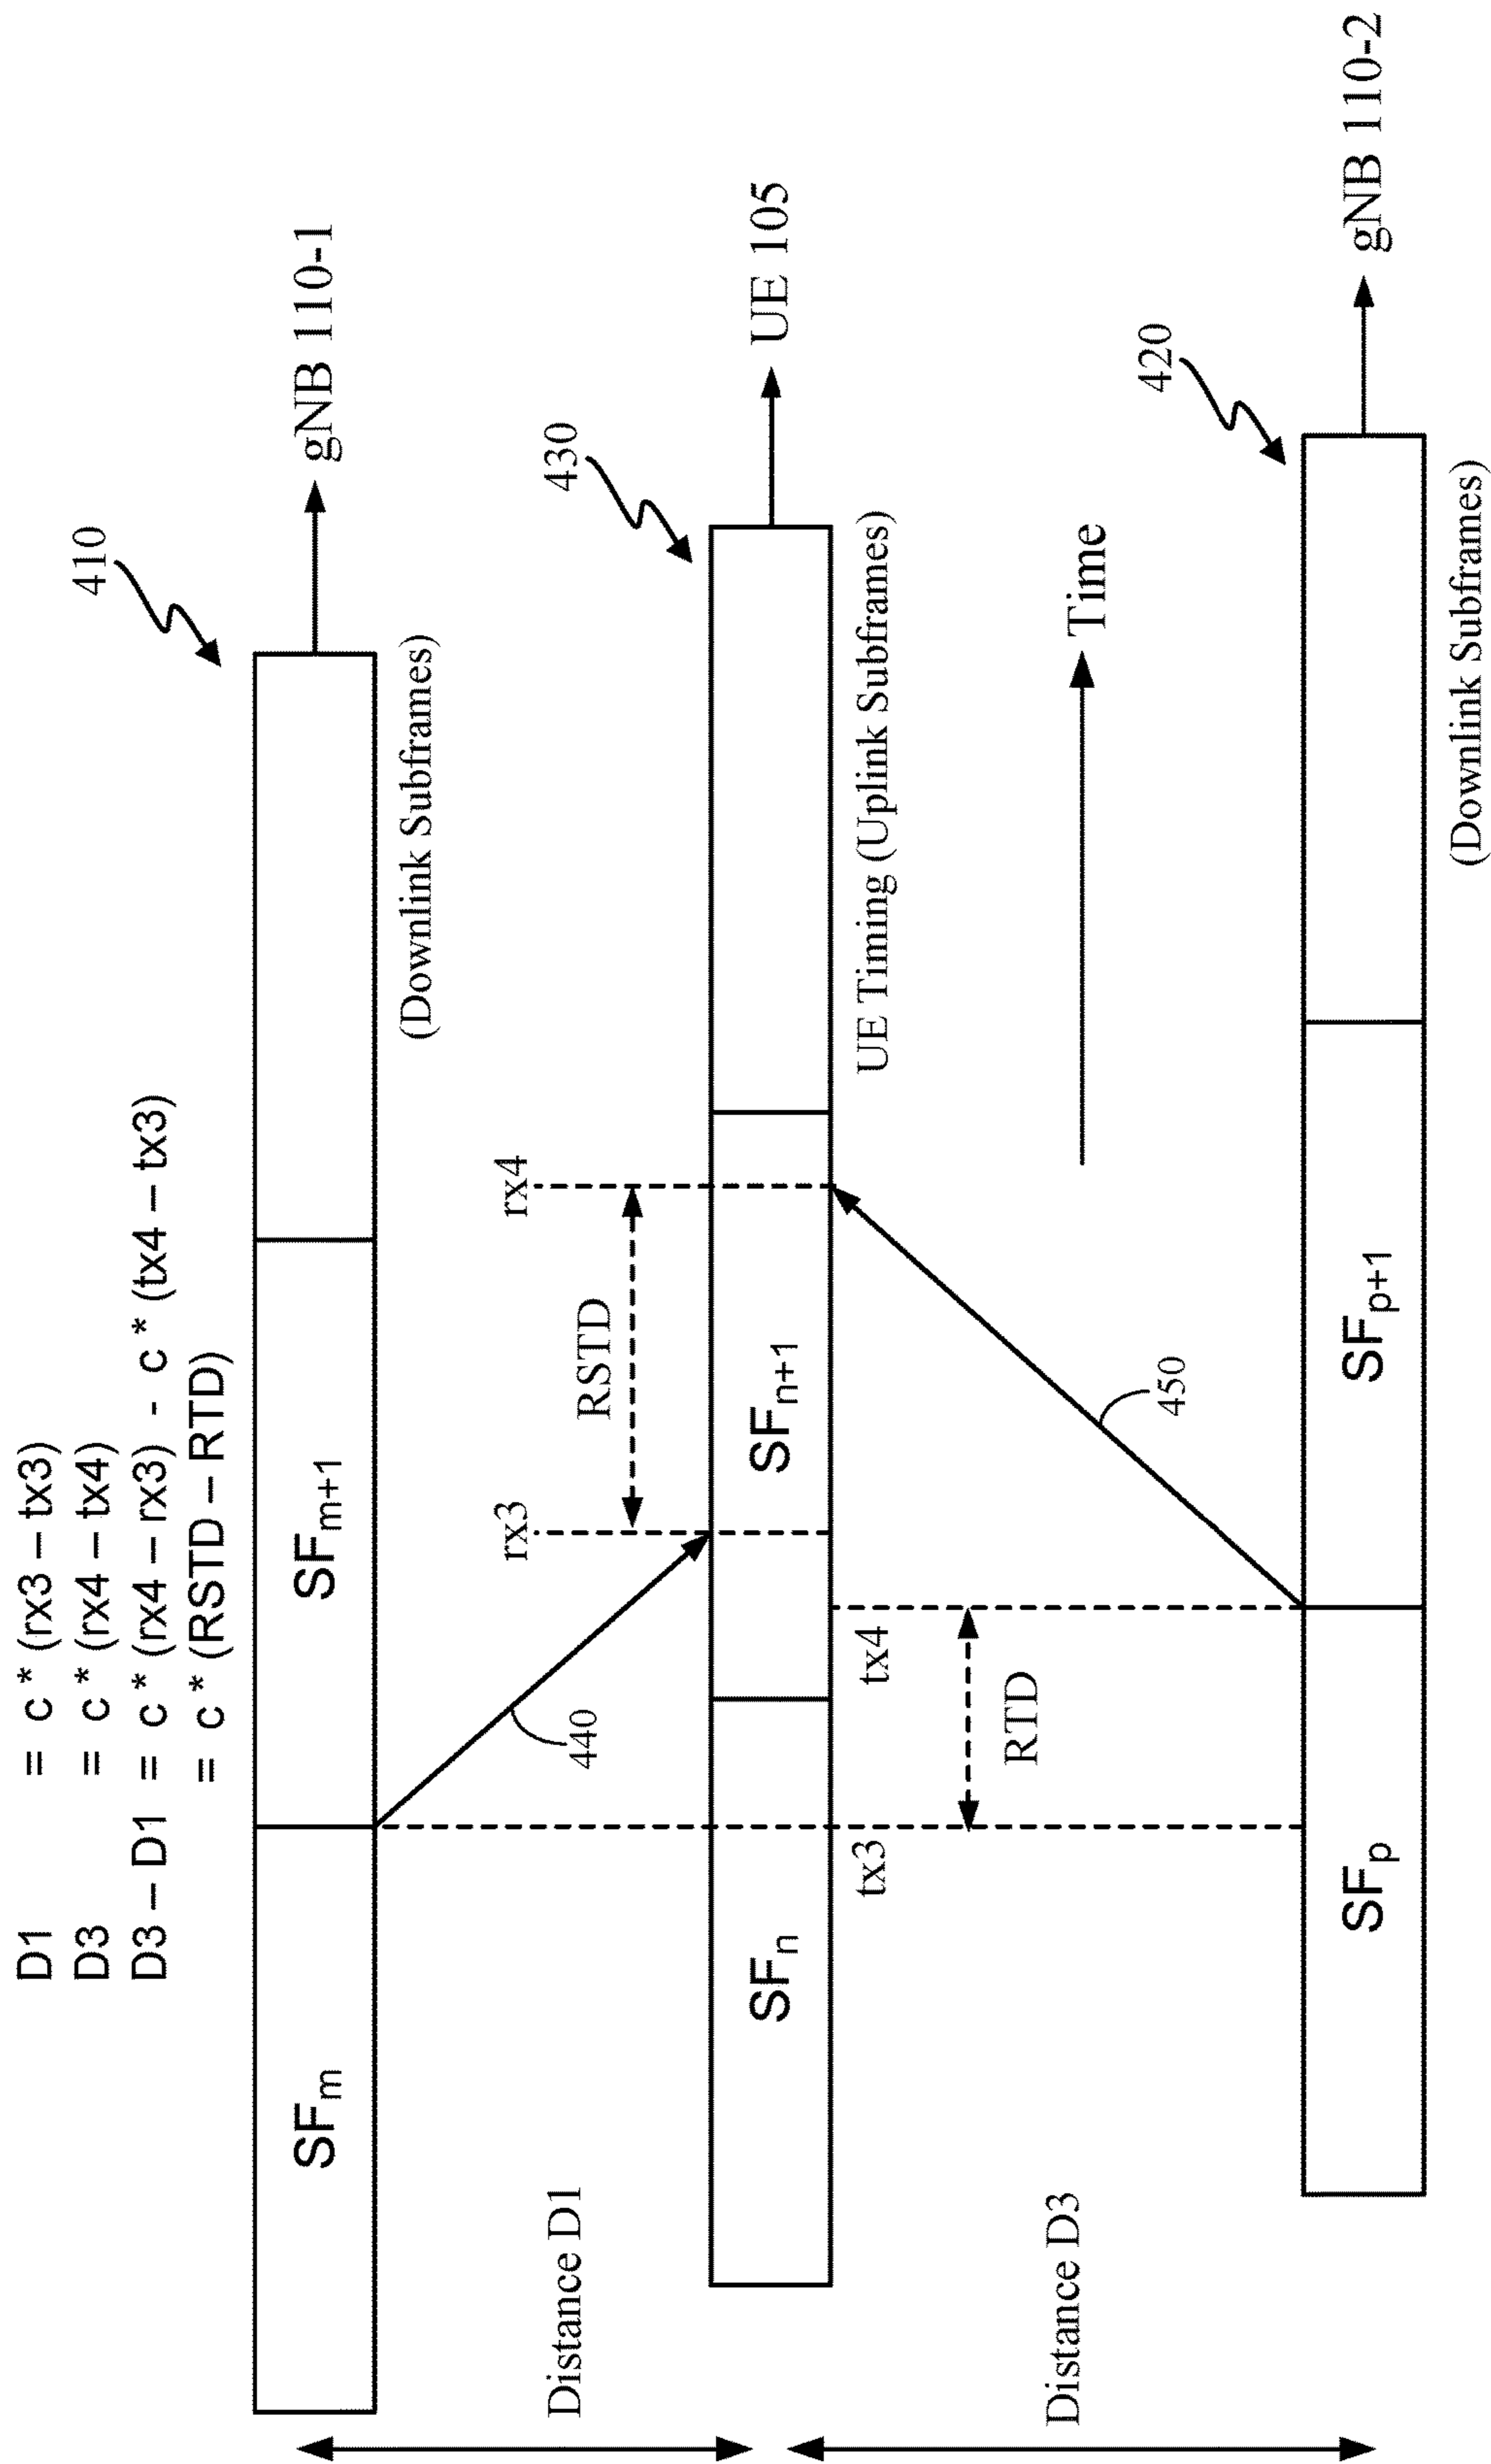 D1 = c * (rx3 – tx3)
D3 = c * (rx4 – tx4)
D3 – D1 = c * (rx4 – rx3) - c * (tx4 – tx3)
= c * (RSTD – RTD)
410
SFm
SFm+1
gNB 110-1
(Downlink Subframes)
Distance D1
440
rx3
rx4
RSTD
430
SFn
SFn+1
UE 105
UE Timing (Uplink Subframes)
tx3
tx4
RTD
Time
Distance D3
450
420
SFp
SFp+1
gNB 110-2
(Downlink Subframes)